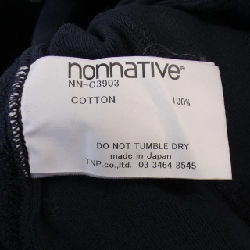 nonnative®
NN-C3903
COTTON 100%
DO NOT TUMBLE DRY
made in Japan
TNP.co.,ltd. 03 3464 8545